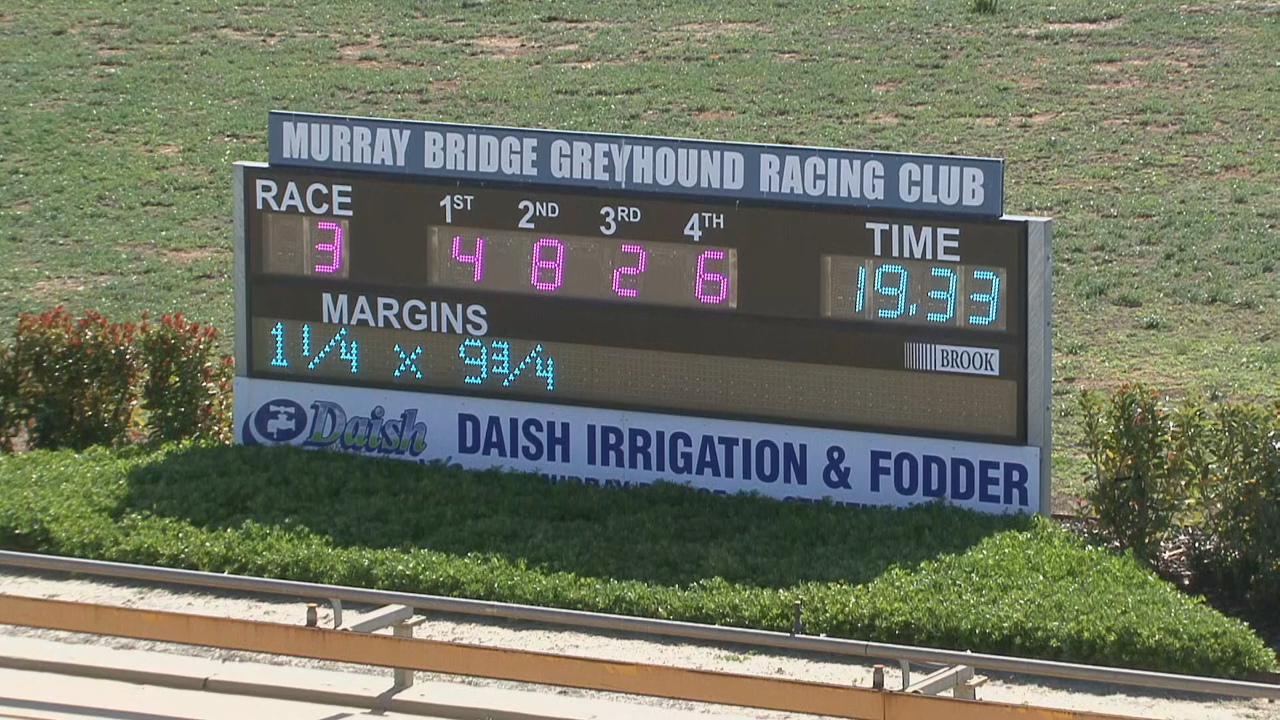 MURRAY BRIDGE GREYHOUND RACING CLUB
RACE 1ST 2ND 3RD 4TH TIME
3 4 8 2 6 19.33
MARGINS
1 1/4 x 9 3/4
BROOK
Daish DAISH IRRIGATION & FODDER
MURRAY